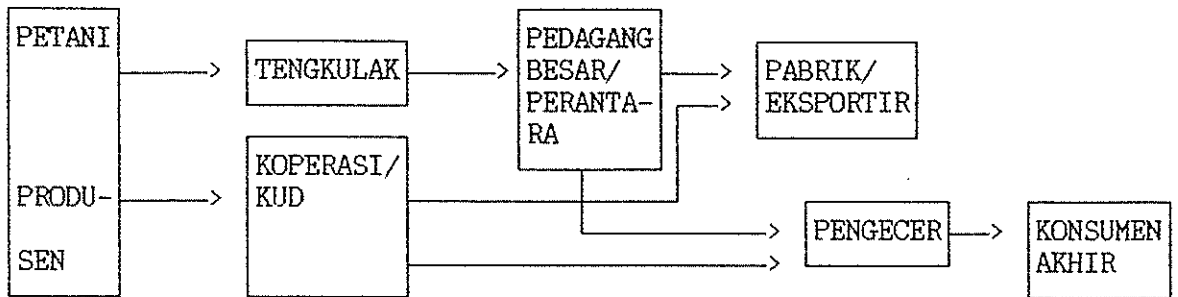 PETANI
PRODU-
SEN
TENGKULAK
KOPERASI/
KUD
PEDAGANG
BESAR/
PERANTA-
RA
PABRIK/
EKSPORTIR
PENGECER
KONSUMEN
AKHIR